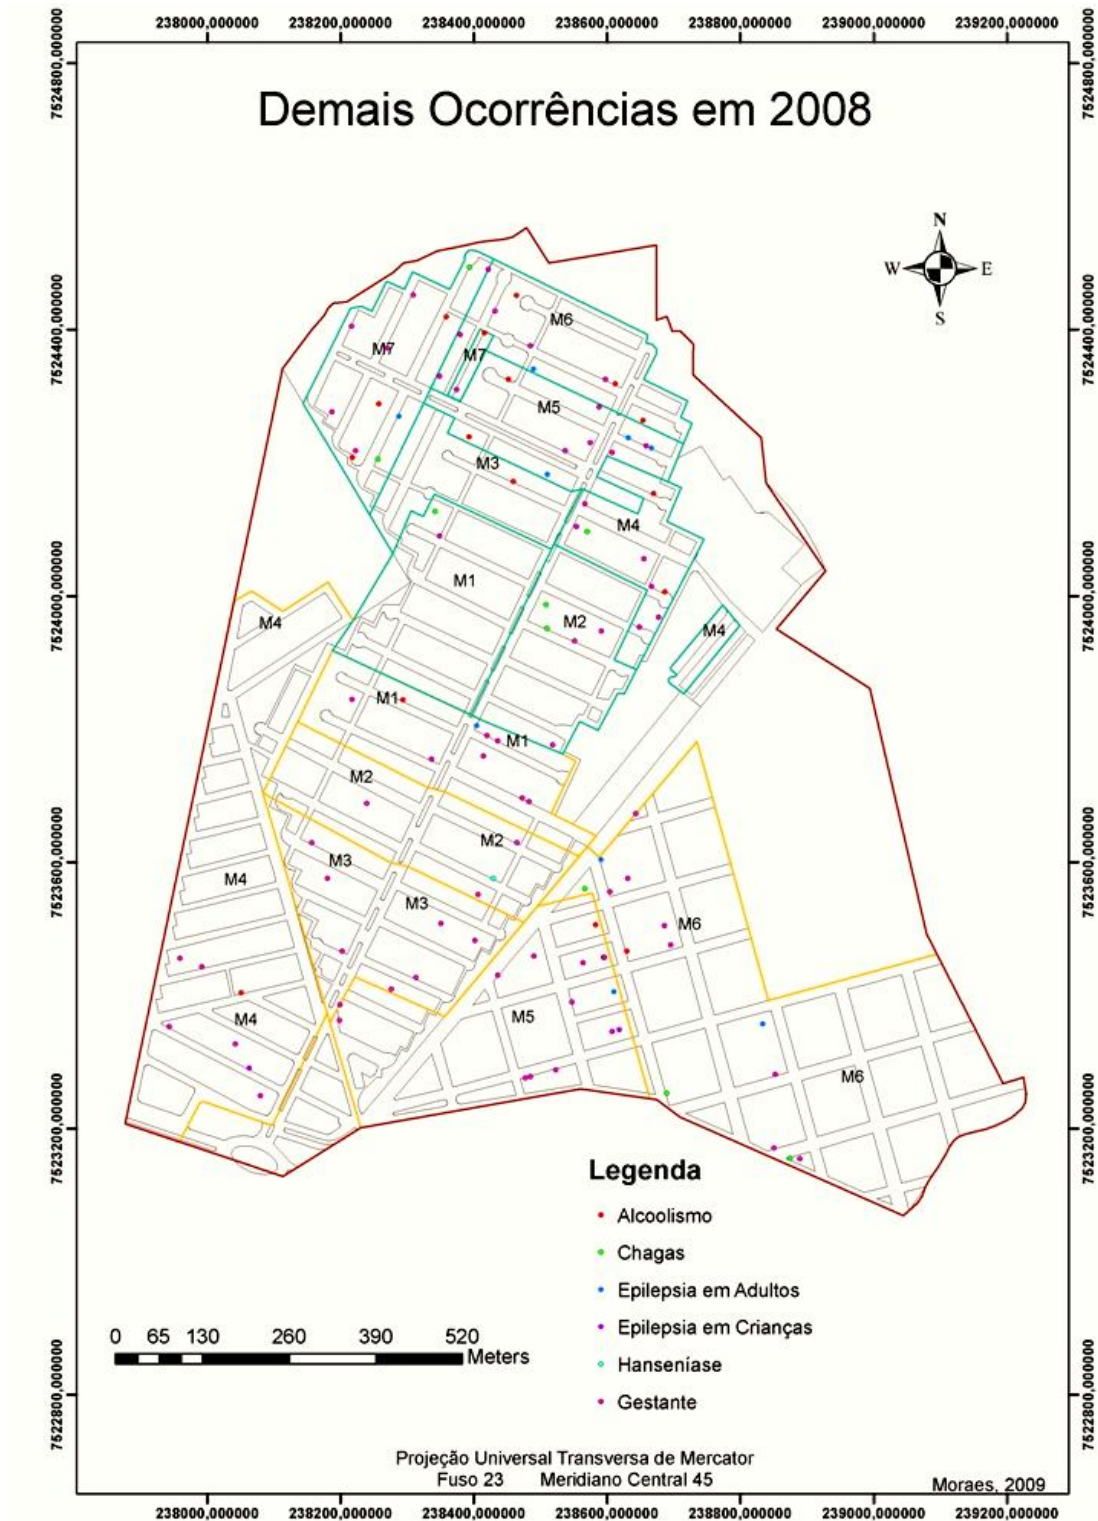 238000,000000 238200,000000 238400,000000 238600,000000 238800,000000 239000,000000 239200,000000
7524800,000000 7524800,000000
Demais Ocorrências em 2008
N
W E
S
7524400,000000 7524400,000000
M6
M7 M7
M5
M3
M4
M1
7524000,000000 7524000,000000
M4 M2 M4
M1
M1
M2
M2
M3
7523600,000000 7523600,000000
M4
M3
M6
M4 M5
M6
7523200,000000 7523200,000000
Legenda
Alcoolismo
Chagas
Epilepsia em Adultos
Epilepsia em Crianças
Hanseníase
Gestante
0 65 130 260 390 520
Meters
7522800,000000 7522800,000000
Projeção Universal Transversa de Mercator
Fuso 23 Meridiano Central 45
Moraes, 2009
238000,000000 238200,000000 238400,000000 238600,000000 238800,000000 239000,000000 239200,000000